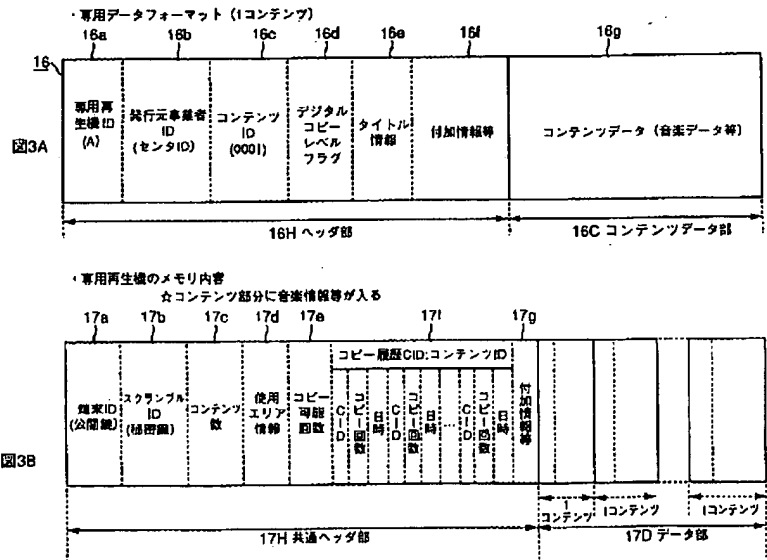 ・専用データフォーマット（1コンテンツ）
16a 16b 16c 16d 16e 16f 16g
16
図3A
専用再
生機ID
(A)
発行元事業者
ID
(センタID)
コンテンツ
ID
(0001)
デジタル
コピー
レベル
フラグ
タイトル
情報
付加情報等
コンテンツデータ（音楽データ等）
16H ヘッダ部
16C コンテンツデータ部
・専用再生機のメモリ内容
☆コンテンツ部分に音楽情報等が入る
17a 17b 17c 17d 17e 17f 17g
図3B
端末ID
(公開鍵)
スクランブル
ID
(秘密鍵)
コンテンツ
数
使用
エリア
情報
コピー
可能
回数
コピー履歴CID:コンテンツID
CID
コピー回数
日時
CID
コピー回数
日時
…
CID
コピー回数
日時
付加情報等
1
コンテンツ
1コンテンツ
1コンテンツ
17H 共通ヘッダ部
17D データ部